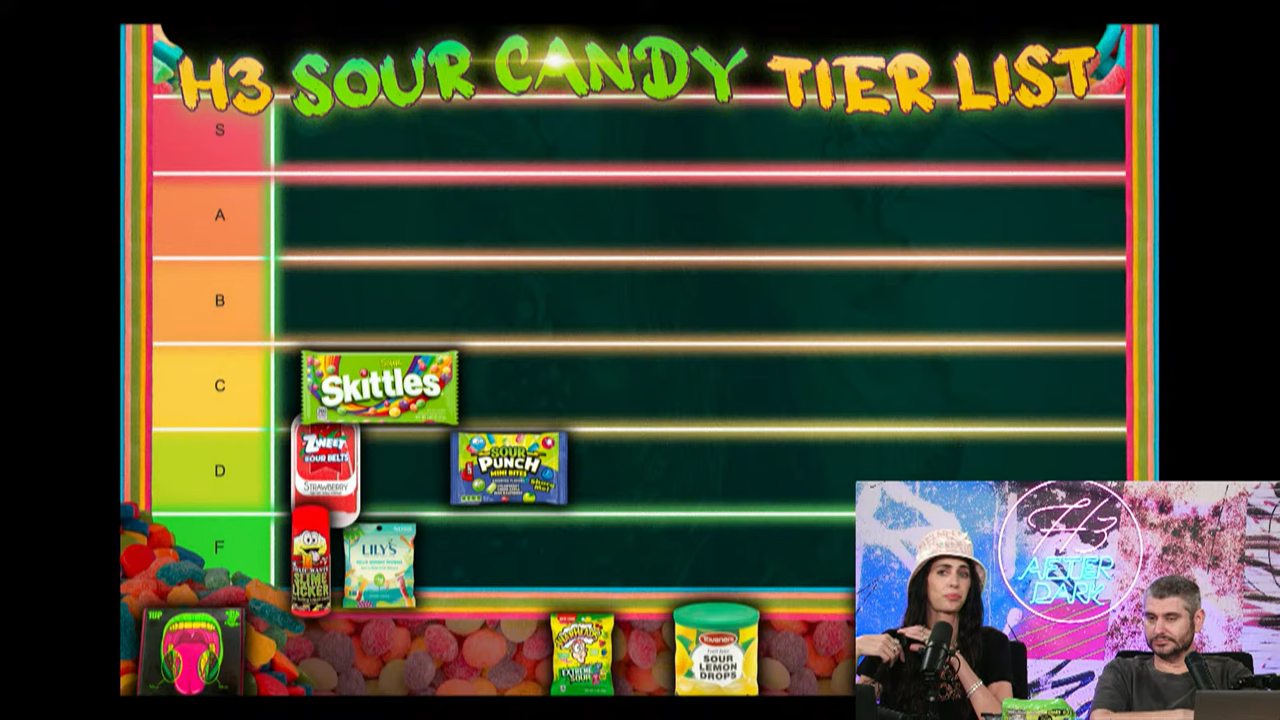 H3 SOUR CANDY TIER LIST
S
A
B
C
SOUR
Skittles
D
ZWEET
SOUR BELTS
STRAWBERRY
SOUR
PUNCH
MINI BITES
F
TOXIC WASTE
SLIME
LICKER
LILY'S
WARHEADS
EXTREME
SOUR
SOUR
LEMON
DROPS
H3
AFTER
DARK